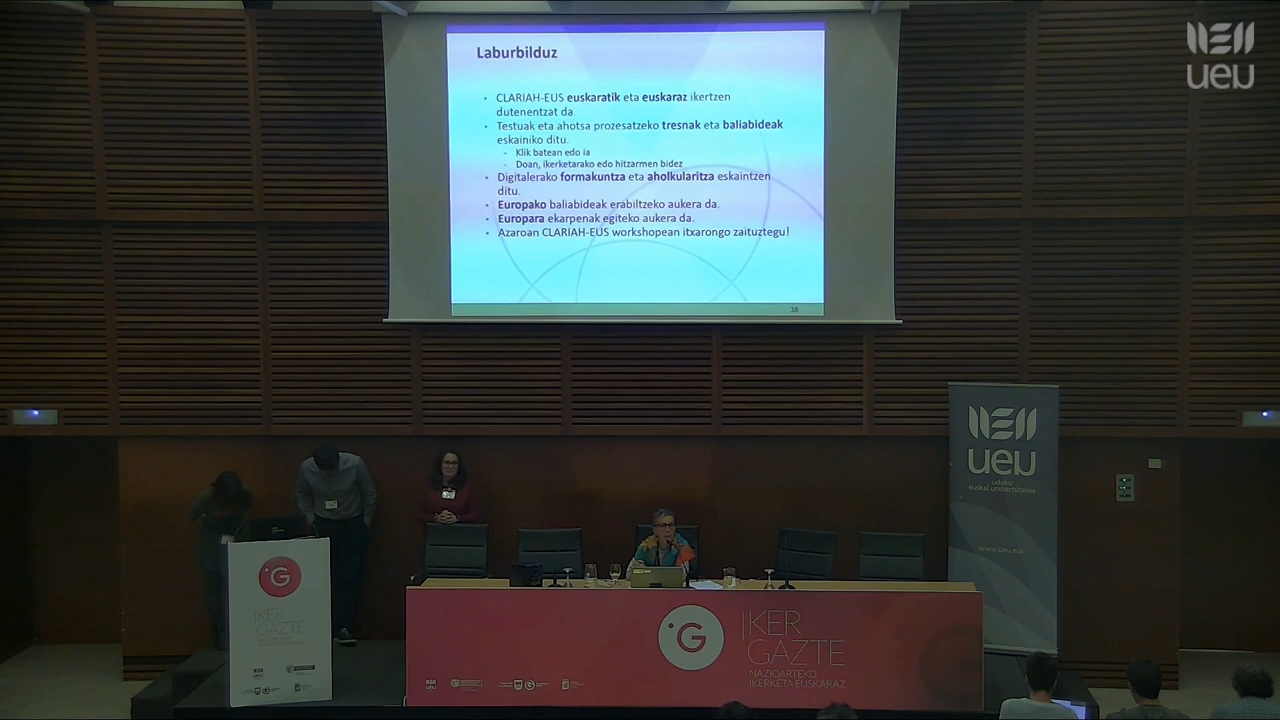 Laburbilduz
• CLARIAH-EUS euskaratik eta euskaraz ikertzen
dutenentzat da.
• Testuak eta ahotsa prozesatzeko tresnak eta baliabideak
eskainiko ditu.
- Klik batean edo ia
- Doan, ikerketarako edo hitzarmen bidez
• Digitalerako formakuntza eta aholkularitza eskaintzen
ditu.
• Europako baliabideak erabiltzeko aukera da.
• Europara ekarpenak egiteko aukera da.
• Azaroan CLARIAH-EUS workshopean itxarongo zaituztegu!
38
ueu
ueu
udako
euskal unibertsitatea
www.ueu.eus
G
IKER
GAZTE
G
IKER
GAZTE
NAZIOARTEKO
IKERKETA EUSKARAZ